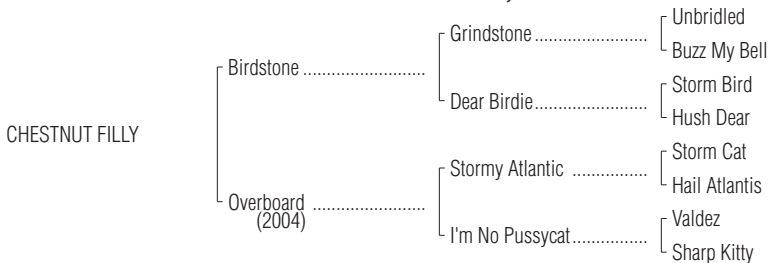 Unbridled
Grindstone ..........................
Buzz My Bell
Birdstone ...........................
Storm Bird
Dear Birdie..........................
Hush Dear
CHESTNUT FILLY
Storm Cat
Stormy Atlantic .................
Hail Atlantis
Overboard .........................
(2004)
Valdez
I'm No Pussycat.................
Sharp Kitty